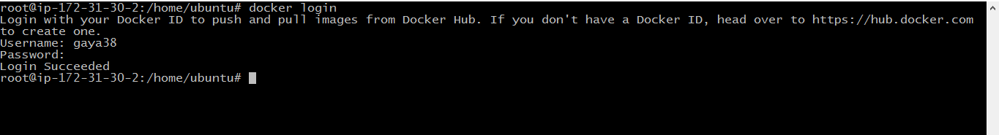 root@ip-172-31-30-2:/home/ubuntu# docker login
Login with your Docker ID to push and pull images from Docker Hub. If you don't have a Docker ID, head over to https://hub.docker.com
to create one.
Username: gaya38
Password:
Login Succeeded
root@ip-172-31-30-2:/home/ubuntu#